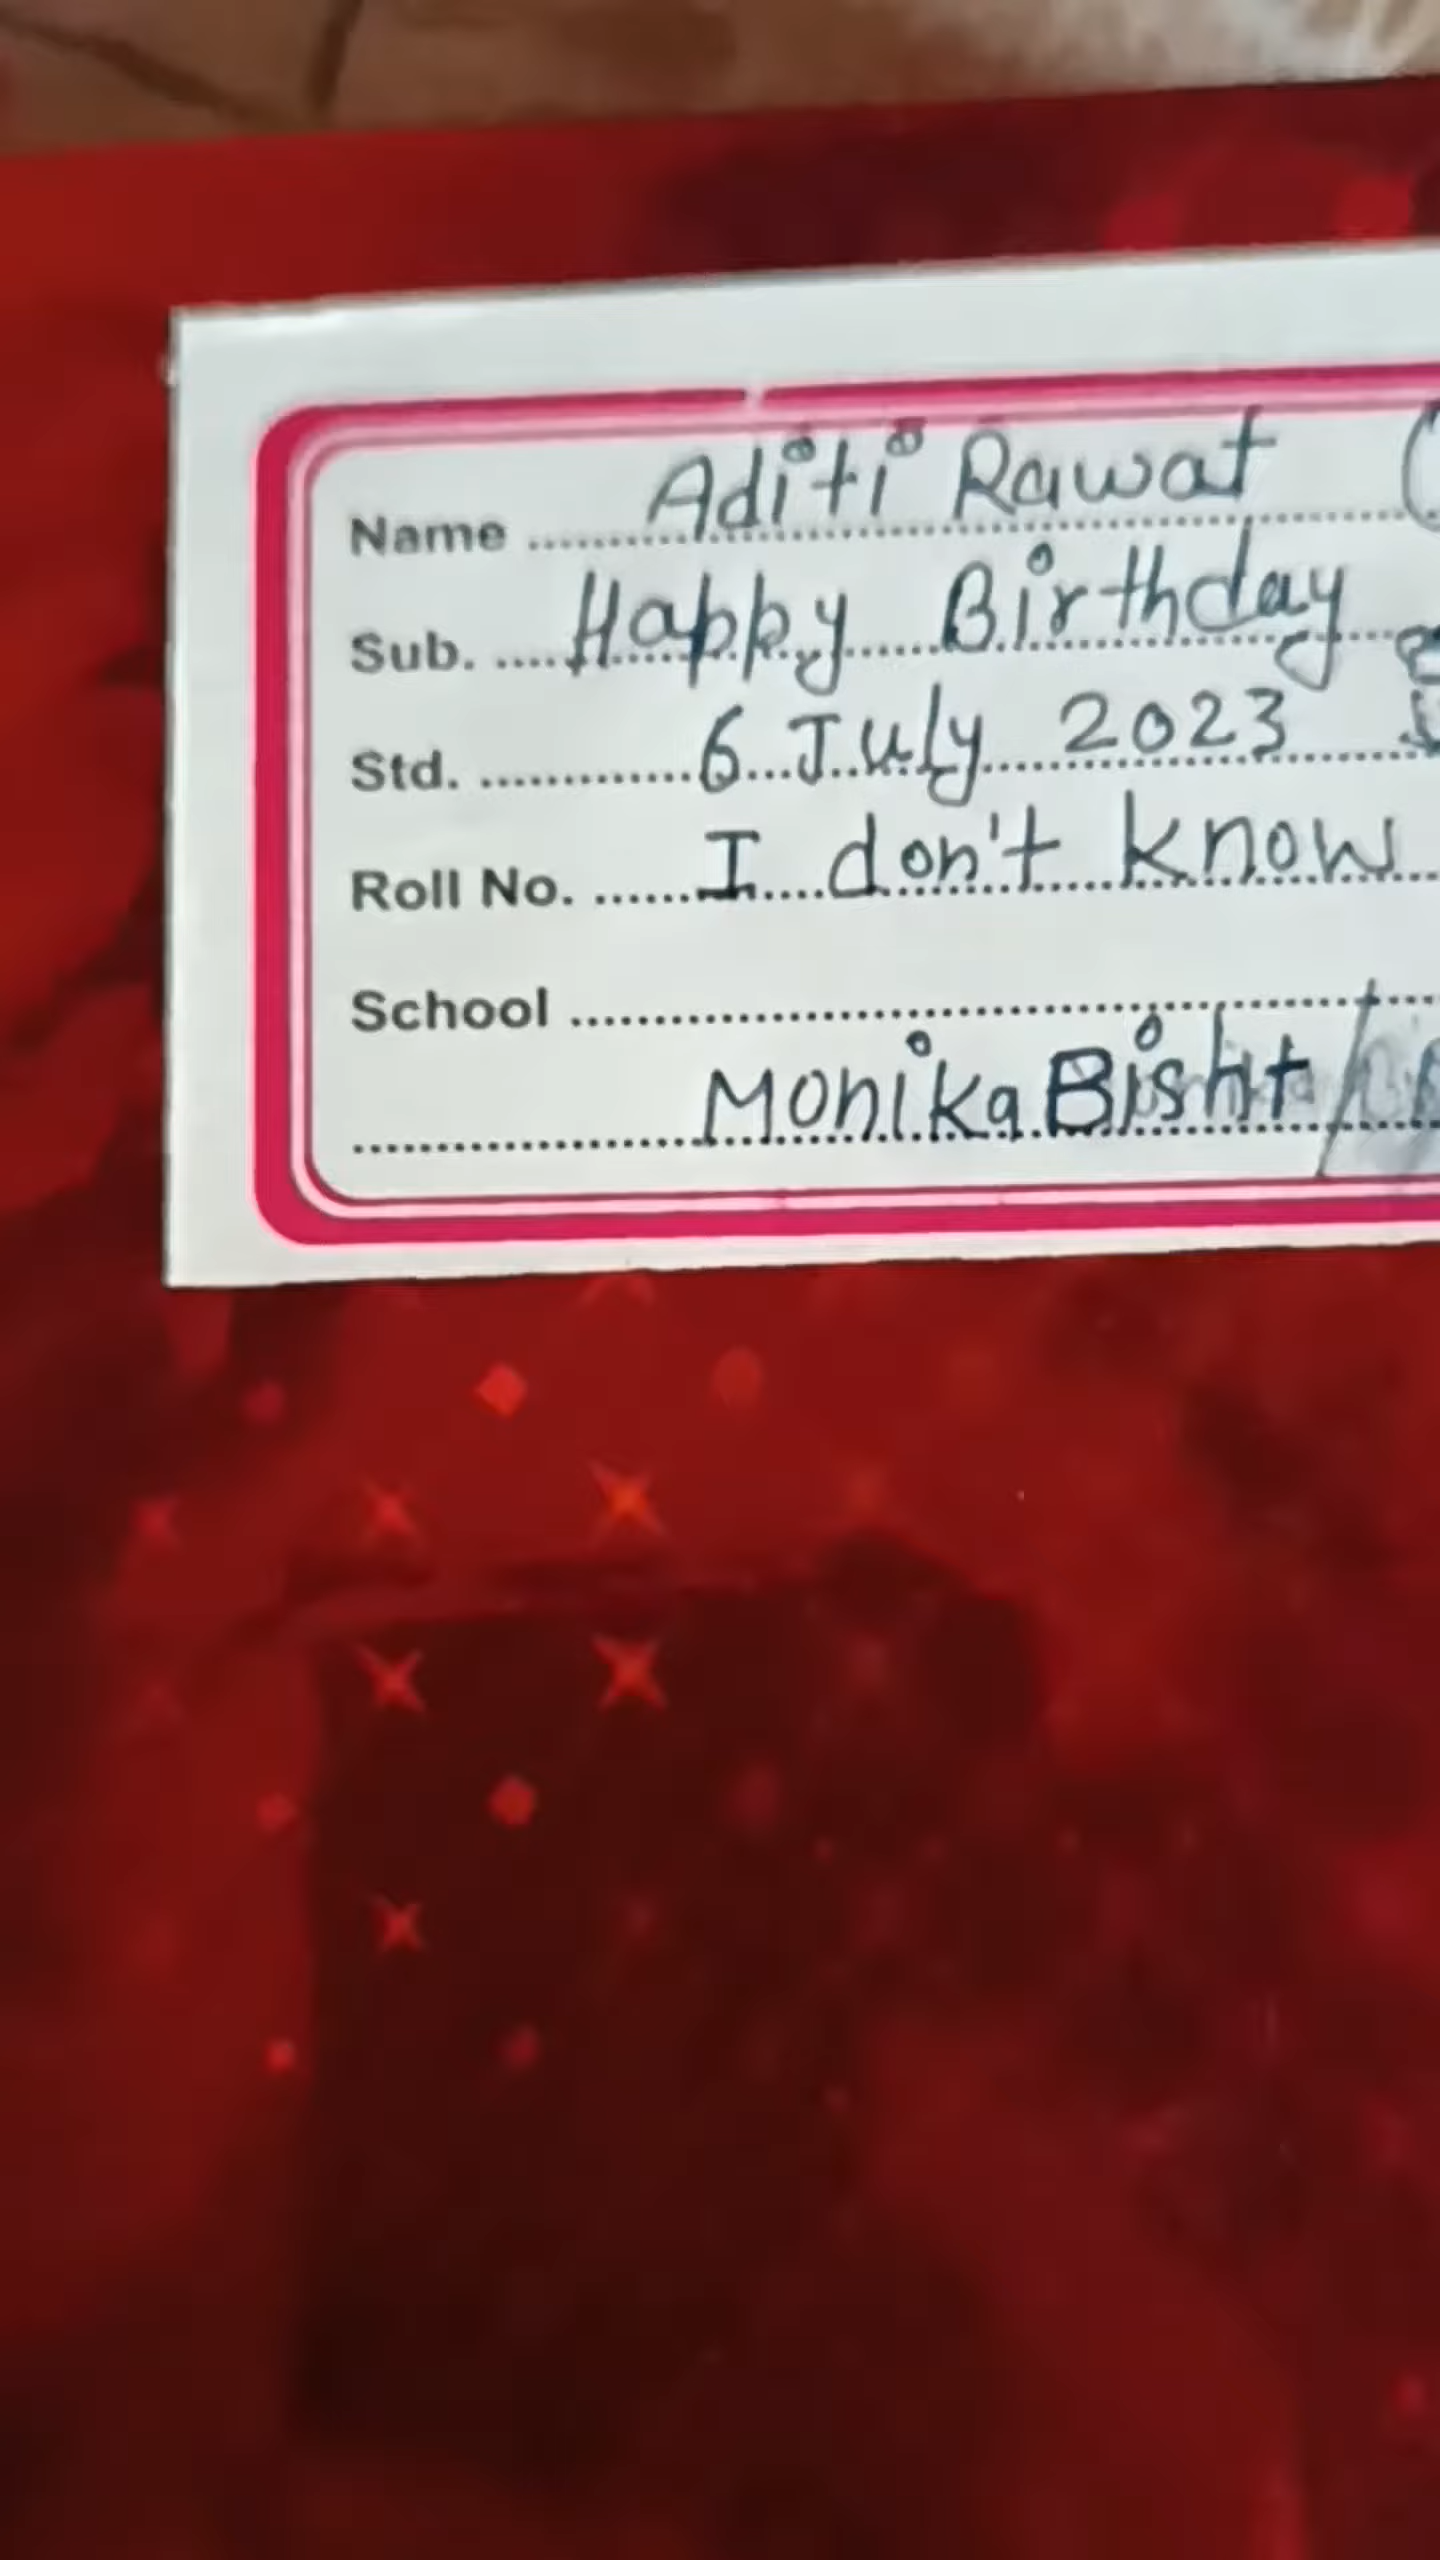 Name ........ Aditi Rawat (
Sub. ........ Happy Birthday
Std. ........ 6 July 2023
Roll No. ........ I don't know
School ........
Monika Bisht /